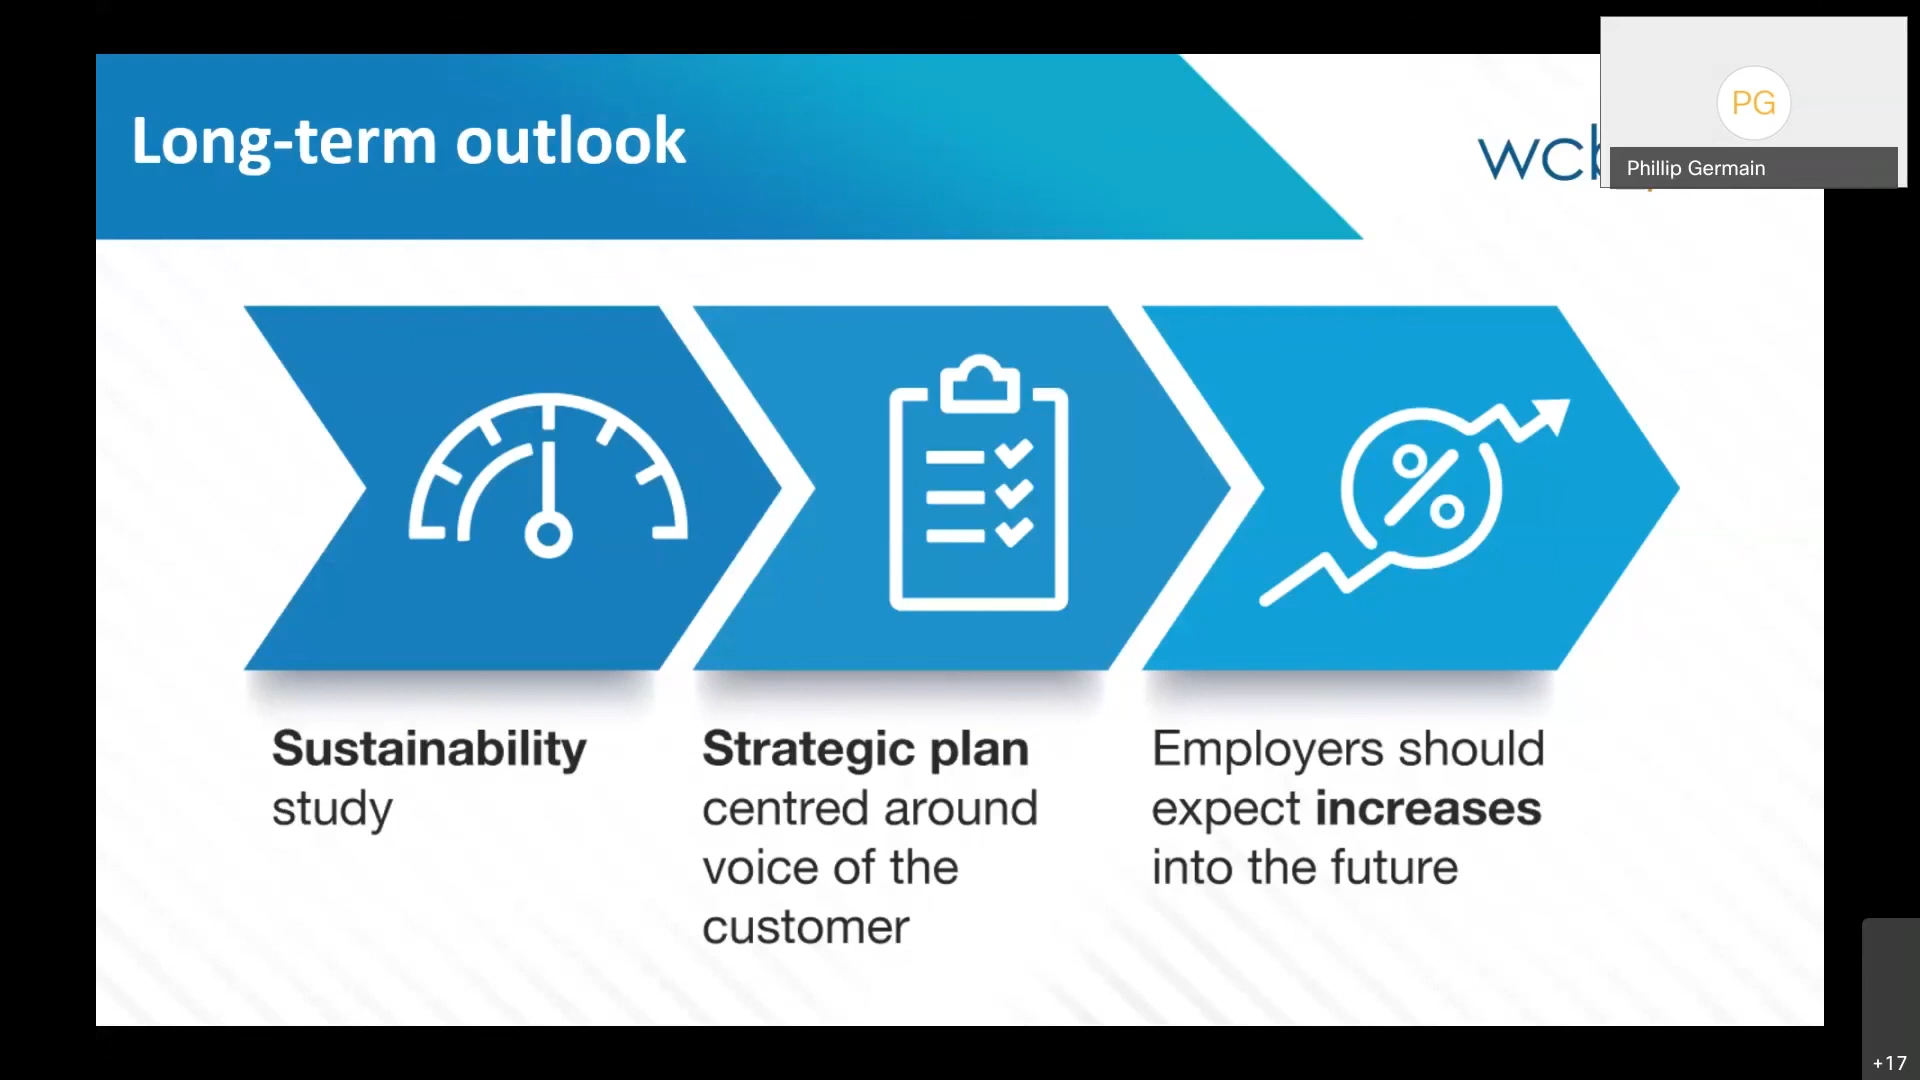 Long-term outlook
PG
Phillip Germain
Sustainability
study
Strategic plan
centred around
voice of the
customer
Employers should
expect increases
into the future
+17